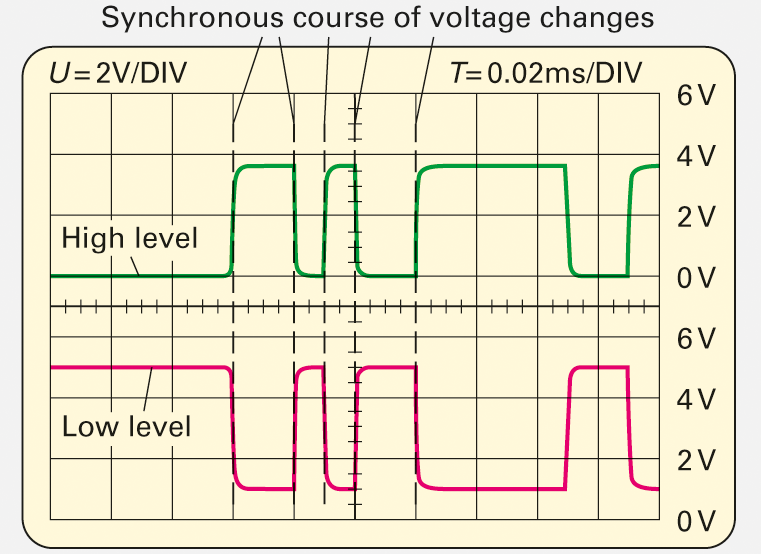 Synchronous course of voltage changes
U = 2V/DIV T = 0.02ms/DIV
6 V
4 V
2 V
High level
0 V
6 V
4 V
Low level
2 V
0 V